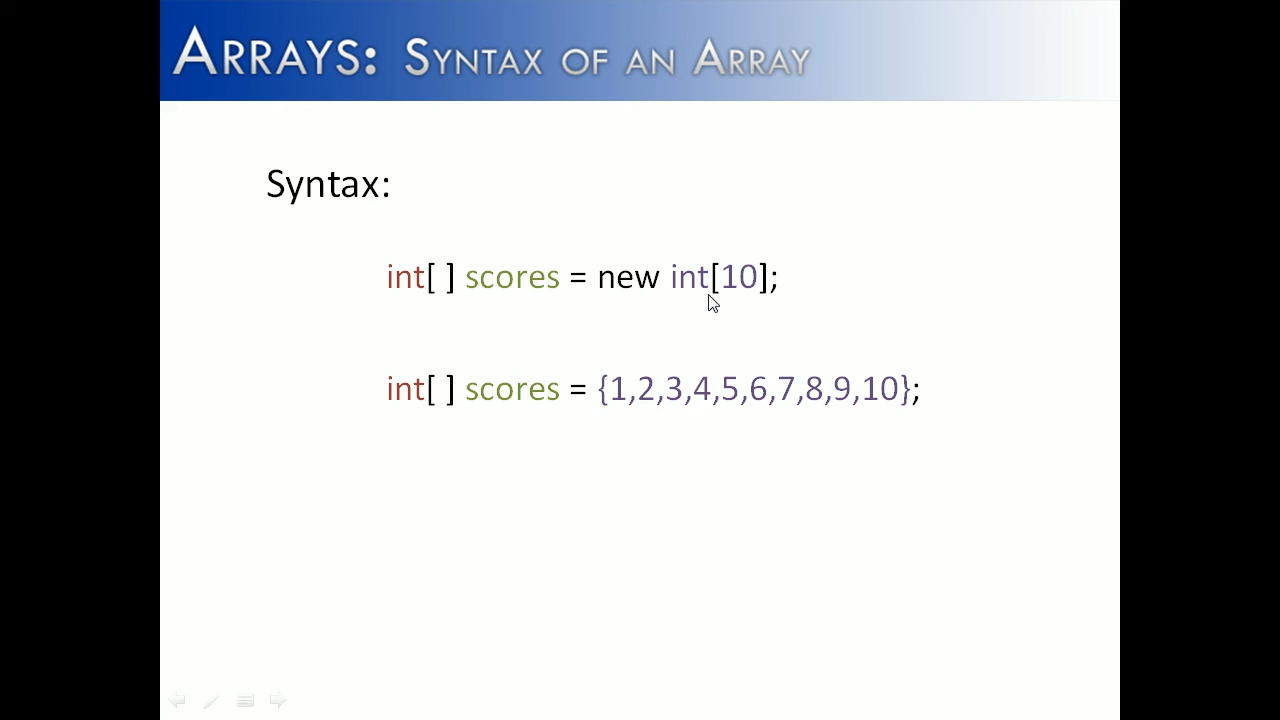 ARRAYS: SYNTAX OF AN ARRAY
Syntax:
int[ ] scores = new int[10];
int[ ] scores = {1,2,3,4,5,6,7,8,9,10};